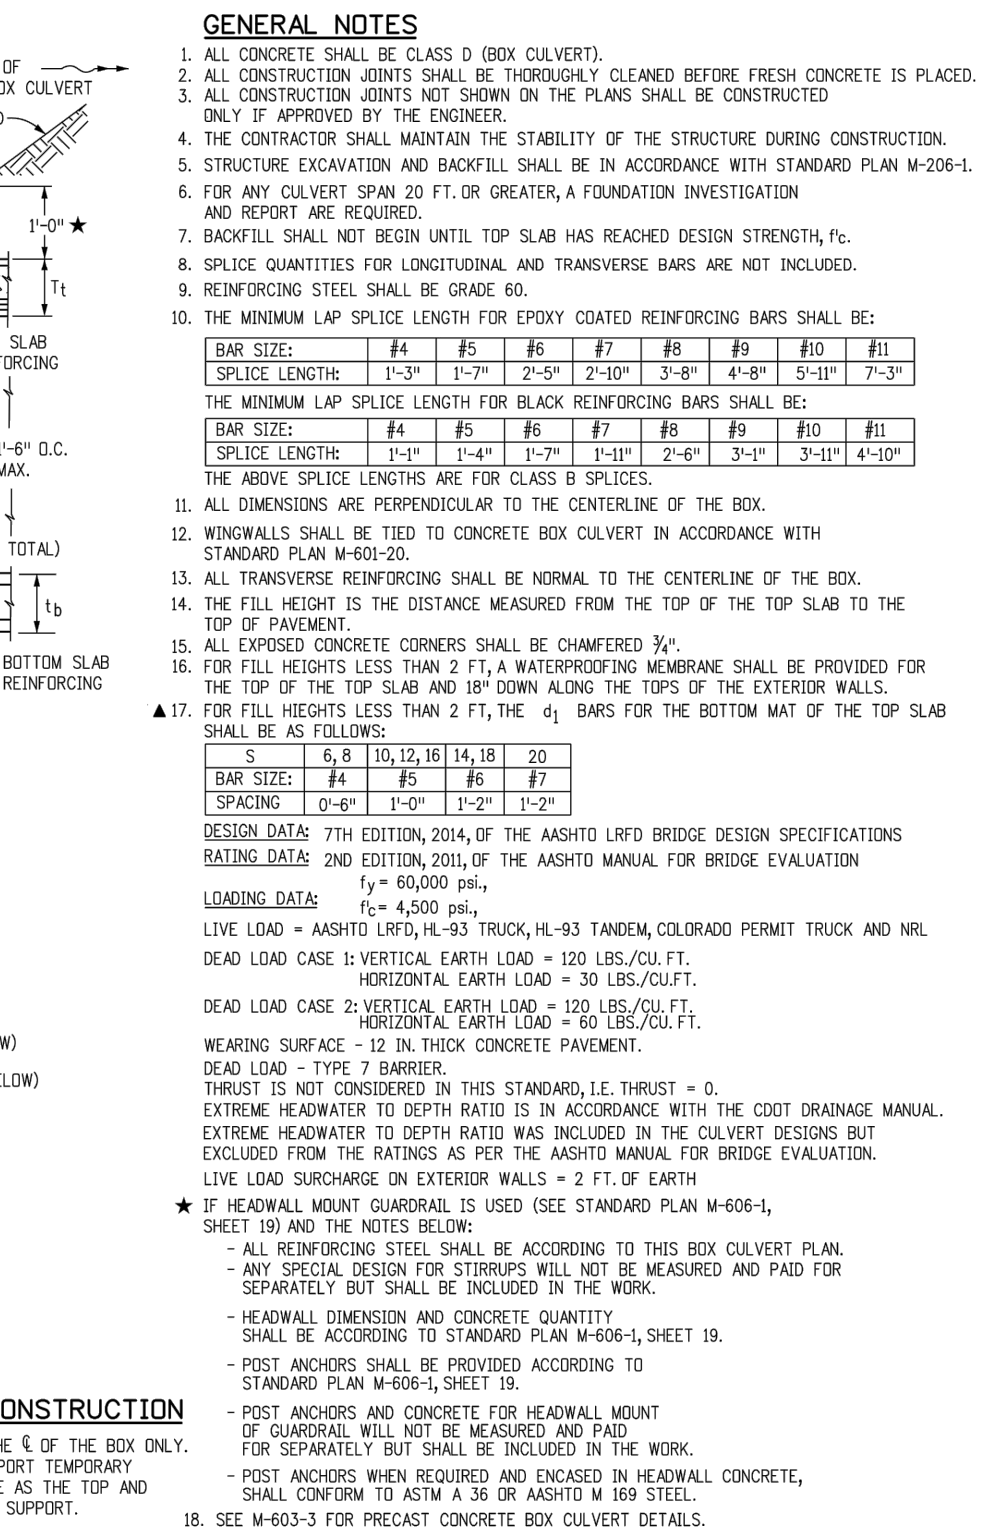 OF
OX CULVERT
1'-0" ★
Tt
SLAB
FORCING
1'-6" O.C.
MAX.
TOTAL)
tb
BOTTOM SLAB
REINFORCING
W)
ELOW)
ONSTRUCTION
HE ℄ OF THE BOX ONLY.
PORT TEMPORARY
E AS THE TOP AND
SUPPORT.
GENERAL NOTES
1. ALL CONCRETE SHALL BE CLASS D (BOX CULVERT).
2. ALL CONSTRUCTION JOINTS SHALL BE THOROUGHLY CLEANED BEFORE FRESH CONCRETE IS PLACED.
3. ALL CONSTRUCTION JOINTS NOT SHOWN ON THE PLANS SHALL BE CONSTRUCTED
ONLY IF APPROVED BY THE ENGINEER.
4. THE CONTRACTOR SHALL MAINTAIN THE STABILITY OF THE STRUCTURE DURING CONSTRUCTION.
5. STRUCTURE EXCAVATION AND BACKFILL SHALL BE IN ACCORDANCE WITH STANDARD PLAN M-206-1.
6. FOR ANY CULVERT SPAN 20 FT. OR GREATER, A FOUNDATION INVESTIGATION
AND REPORT ARE REQUIRED.
7. BACKFILL SHALL NOT BEGIN UNTIL TOP SLAB HAS REACHED DESIGN STRENGTH, f'c.
8. SPLICE QUANTITIES FOR LONGITUDINAL AND TRANSVERSE BARS ARE NOT INCLUDED.
9. REINFORCING STEEL SHALL BE GRADE 60.
10. THE MINIMUM LAP SPLICE LENGTH FOR EPOXY COATED REINFORCING BARS SHALL BE:
BAR SIZE: #4 #5 #6 #7 #8 #9 #10 #11
SPLICE LENGTH: 1'-3" 1'-7" 2'-5" 2'-10" 3'-8" 4'-8" 5'-11" 7'-3"
THE MINIMUM LAP SPLICE LENGTH FOR BLACK REINFORCING BARS SHALL BE:
BAR SIZE: #4 #5 #6 #7 #8 #9 #10 #11
SPLICE LENGTH: 1'-1" 1'-4" 1'-7" 1'-11" 2'-6" 3'-1" 3'-11" 4'-10"
THE ABOVE SPLICE LENGTHS ARE FOR CLASS B SPLICES.
11. ALL DIMENSIONS ARE PERPENDICULAR TO THE CENTERLINE OF THE BOX.
12. WINGWALLS SHALL BE TIED TO CONCRETE BOX CULVERT IN ACCORDANCE WITH
STANDARD PLAN M-601-20.
13. ALL TRANSVERSE REINFORCING SHALL BE NORMAL TO THE CENTERLINE OF THE BOX.
14. THE FILL HEIGHT IS THE DISTANCE MEASURED FROM THE TOP OF THE TOP SLAB TO THE
TOP OF PAVEMENT.
15. ALL EXPOSED CONCRETE CORNERS SHALL BE CHAMFERED ¾".
16. FOR FILL HEIGHTS LESS THAN 2 FT, A WATERPROOFING MEMBRANE SHALL BE PROVIDED FOR
THE TOP OF THE TOP SLAB AND 18" DOWN ALONG THE TOPS OF THE EXTERIOR WALLS.
▲ 17. FOR FILL HIEGHTS LESS THAN 2 FT, THE d1 BARS FOR THE BOTTOM MAT OF THE TOP SLAB
SHALL BE AS FOLLOWS:
S 6, 8 10, 12, 16 14, 18 20
BAR SIZE: #4 #5 #6 #7
SPACING 0'-6" 1'-0" 1'-2" 1'-2"
DESIGN DATA: 7TH EDITION, 2014, OF THE AASHTO LRFD BRIDGE DESIGN SPECIFICATIONS
RATING DATA: 2ND EDITION, 2011, OF THE AASHTO MANUAL FOR BRIDGE EVALUATION
fy = 60,000 psi.,
LOADING DATA:
f'c = 4,500 psi.,
LIVE LOAD = AASHTO LRFD, HL-93 TRUCK, HL-93 TANDEM, COLORADO PERMIT TRUCK AND NRL
DEAD LOAD CASE 1: VERTICAL EARTH LOAD = 120 LBS./CU. FT.
HORIZONTAL EARTH LOAD = 30 LBS./CU.FT.
DEAD LOAD CASE 2: VERTICAL EARTH LOAD = 120 LBS./CU. FT.
HORIZONTAL EARTH LOAD = 60 LBS./CU. FT.
WEARING SURFACE - 12 IN. THICK CONCRETE PAVEMENT.
DEAD LOAD - TYPE 7 BARRIER.
THRUST IS NOT CONSIDERED IN THIS STANDARD, I.E. THRUST = 0.
EXTREME HEADWATER TO DEPTH RATIO IS IN ACCORDANCE WITH THE CDOT DRAINAGE MANUAL.
EXTREME HEADWATER TO DEPTH RATIO WAS INCLUDED IN THE CULVERT DESIGNS BUT
EXCLUDED FROM THE RATINGS AS PER THE AASHTO MANUAL FOR BRIDGE EVALUATION.
LIVE LOAD SURCHARGE ON EXTERIOR WALLS = 2 FT. OF EARTH
★ IF HEADWALL MOUNT GUARDRAIL IS USED (SEE STANDARD PLAN M-606-1,
SHEET 19) AND THE NOTES BELOW:
- ALL REINFORCING STEEL SHALL BE ACCORDING TO THIS BOX CULVERT PLAN.
- ANY SPECIAL DESIGN FOR STIRRUPS WILL NOT BE MEASURED AND PAID FOR
SEPARATELY BUT SHALL BE INCLUDED IN THE WORK.
- HEADWALL DIMENSION AND CONCRETE QUANTITY
SHALL BE ACCORDING TO STANDARD PLAN M-606-1, SHEET 19.
- POST ANCHORS SHALL BE PROVIDED ACCORDING TO
STANDARD PLAN M-606-1, SHEET 19.
- POST ANCHORS AND CONCRETE FOR HEADWALL MOUNT
OF GUARDRAIL WILL NOT BE MEASURED AND PAID
FOR SEPARATELY BUT SHALL BE INCLUDED IN THE WORK.
- POST ANCHORS WHEN REQUIRED AND ENCASED IN HEADWALL CONCRETE,
SHALL CONFORM TO ASTM A 36 OR AASHTO M 169 STEEL.
18. SEE M-603-3 FOR PRECAST CONCRETE BOX CULVERT DETAILS.